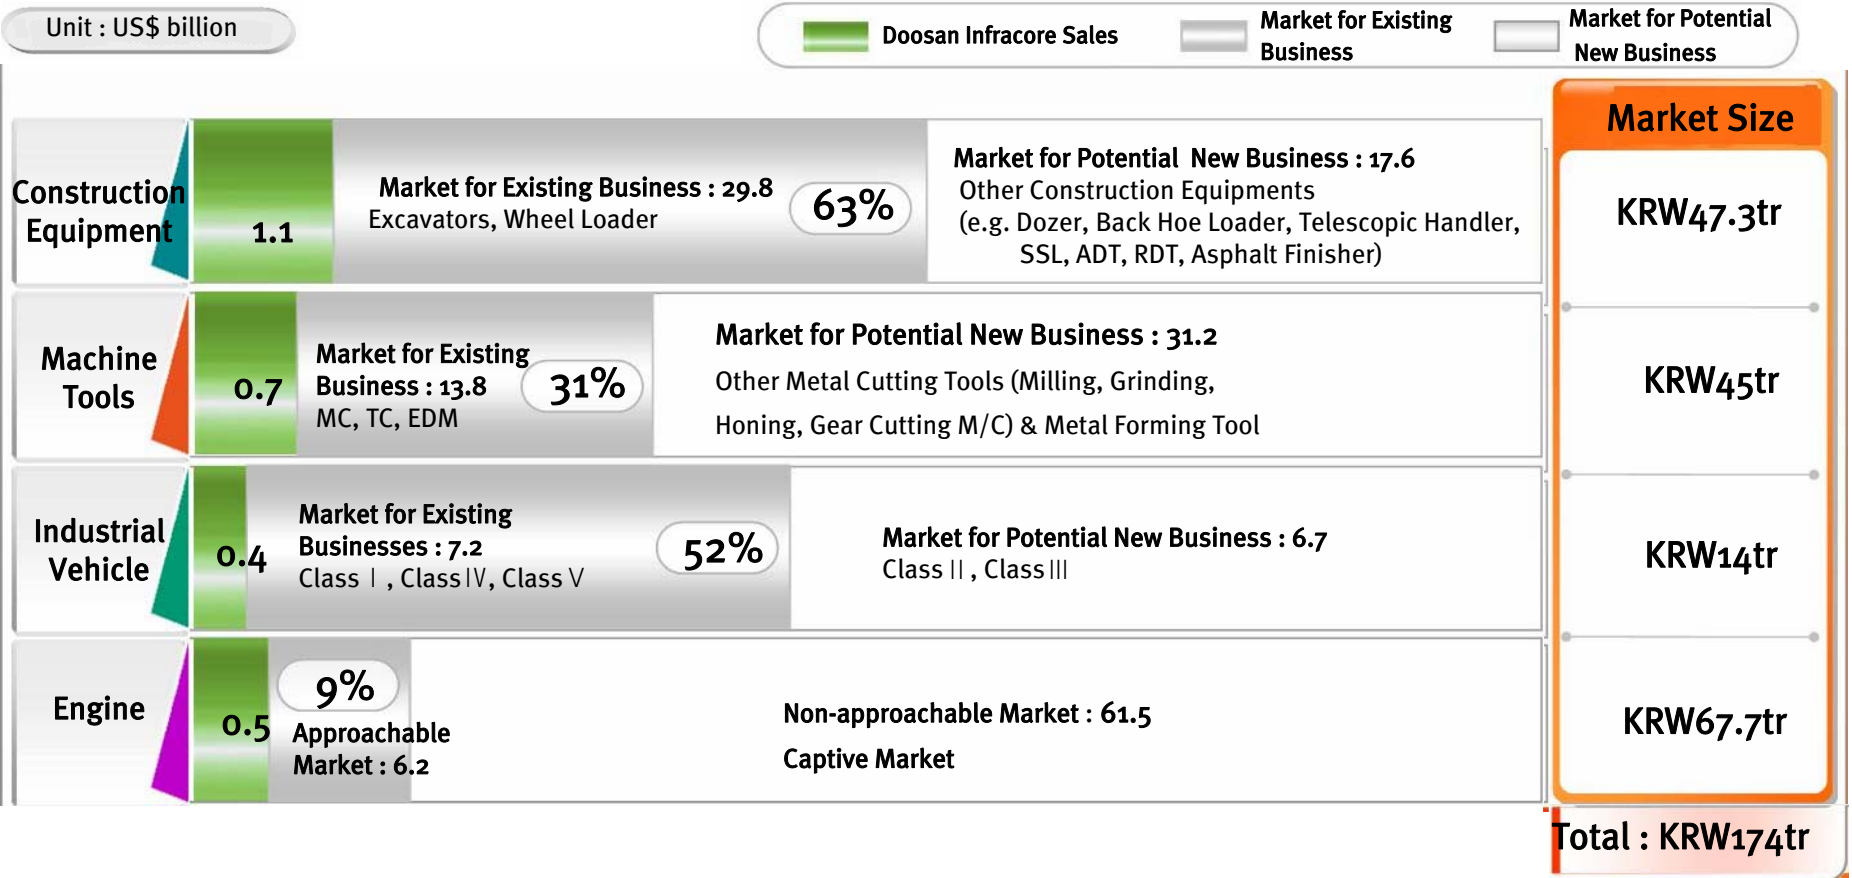 Unit : US$ billion
Doosan Infracore Sales
Market for Existing
Business
Market for Potential
New Business
Market Size
Construction
Equipment
1.1
Market for Existing Business : 29.8
Excavators, Wheel Loader
63%
Market for Potential New Business : 17.6
Other Construction Equipments
(e.g. Dozer, Back Hoe Loader, Telescopic Handler,
SSL, ADT, RDT, Asphalt Finisher)
KRW47.3tr
Machine
Tools
0.7
Market for Existing
Business : 13.8
MC, TC, EDM
31%
Market for Potential New Business : 31.2
Other Metal Cutting Tools (Milling, Grinding,
Honing, Gear Cutting M/C) & Metal Forming Tool
KRW45tr
Industrial
Vehicle
0.4
Market for Existing
Businesses : 7.2
Class Ⅰ , Class Ⅳ, Class Ⅴ
52%
Market for Potential New Business : 6.7
Class Ⅱ , Class Ⅲ
KRW14tr
Engine
0.5
9%
Approachable
Market : 6.2
Non-approachable Market : 61.5
Captive Market
KRW67.7tr
Total : KRW174tr